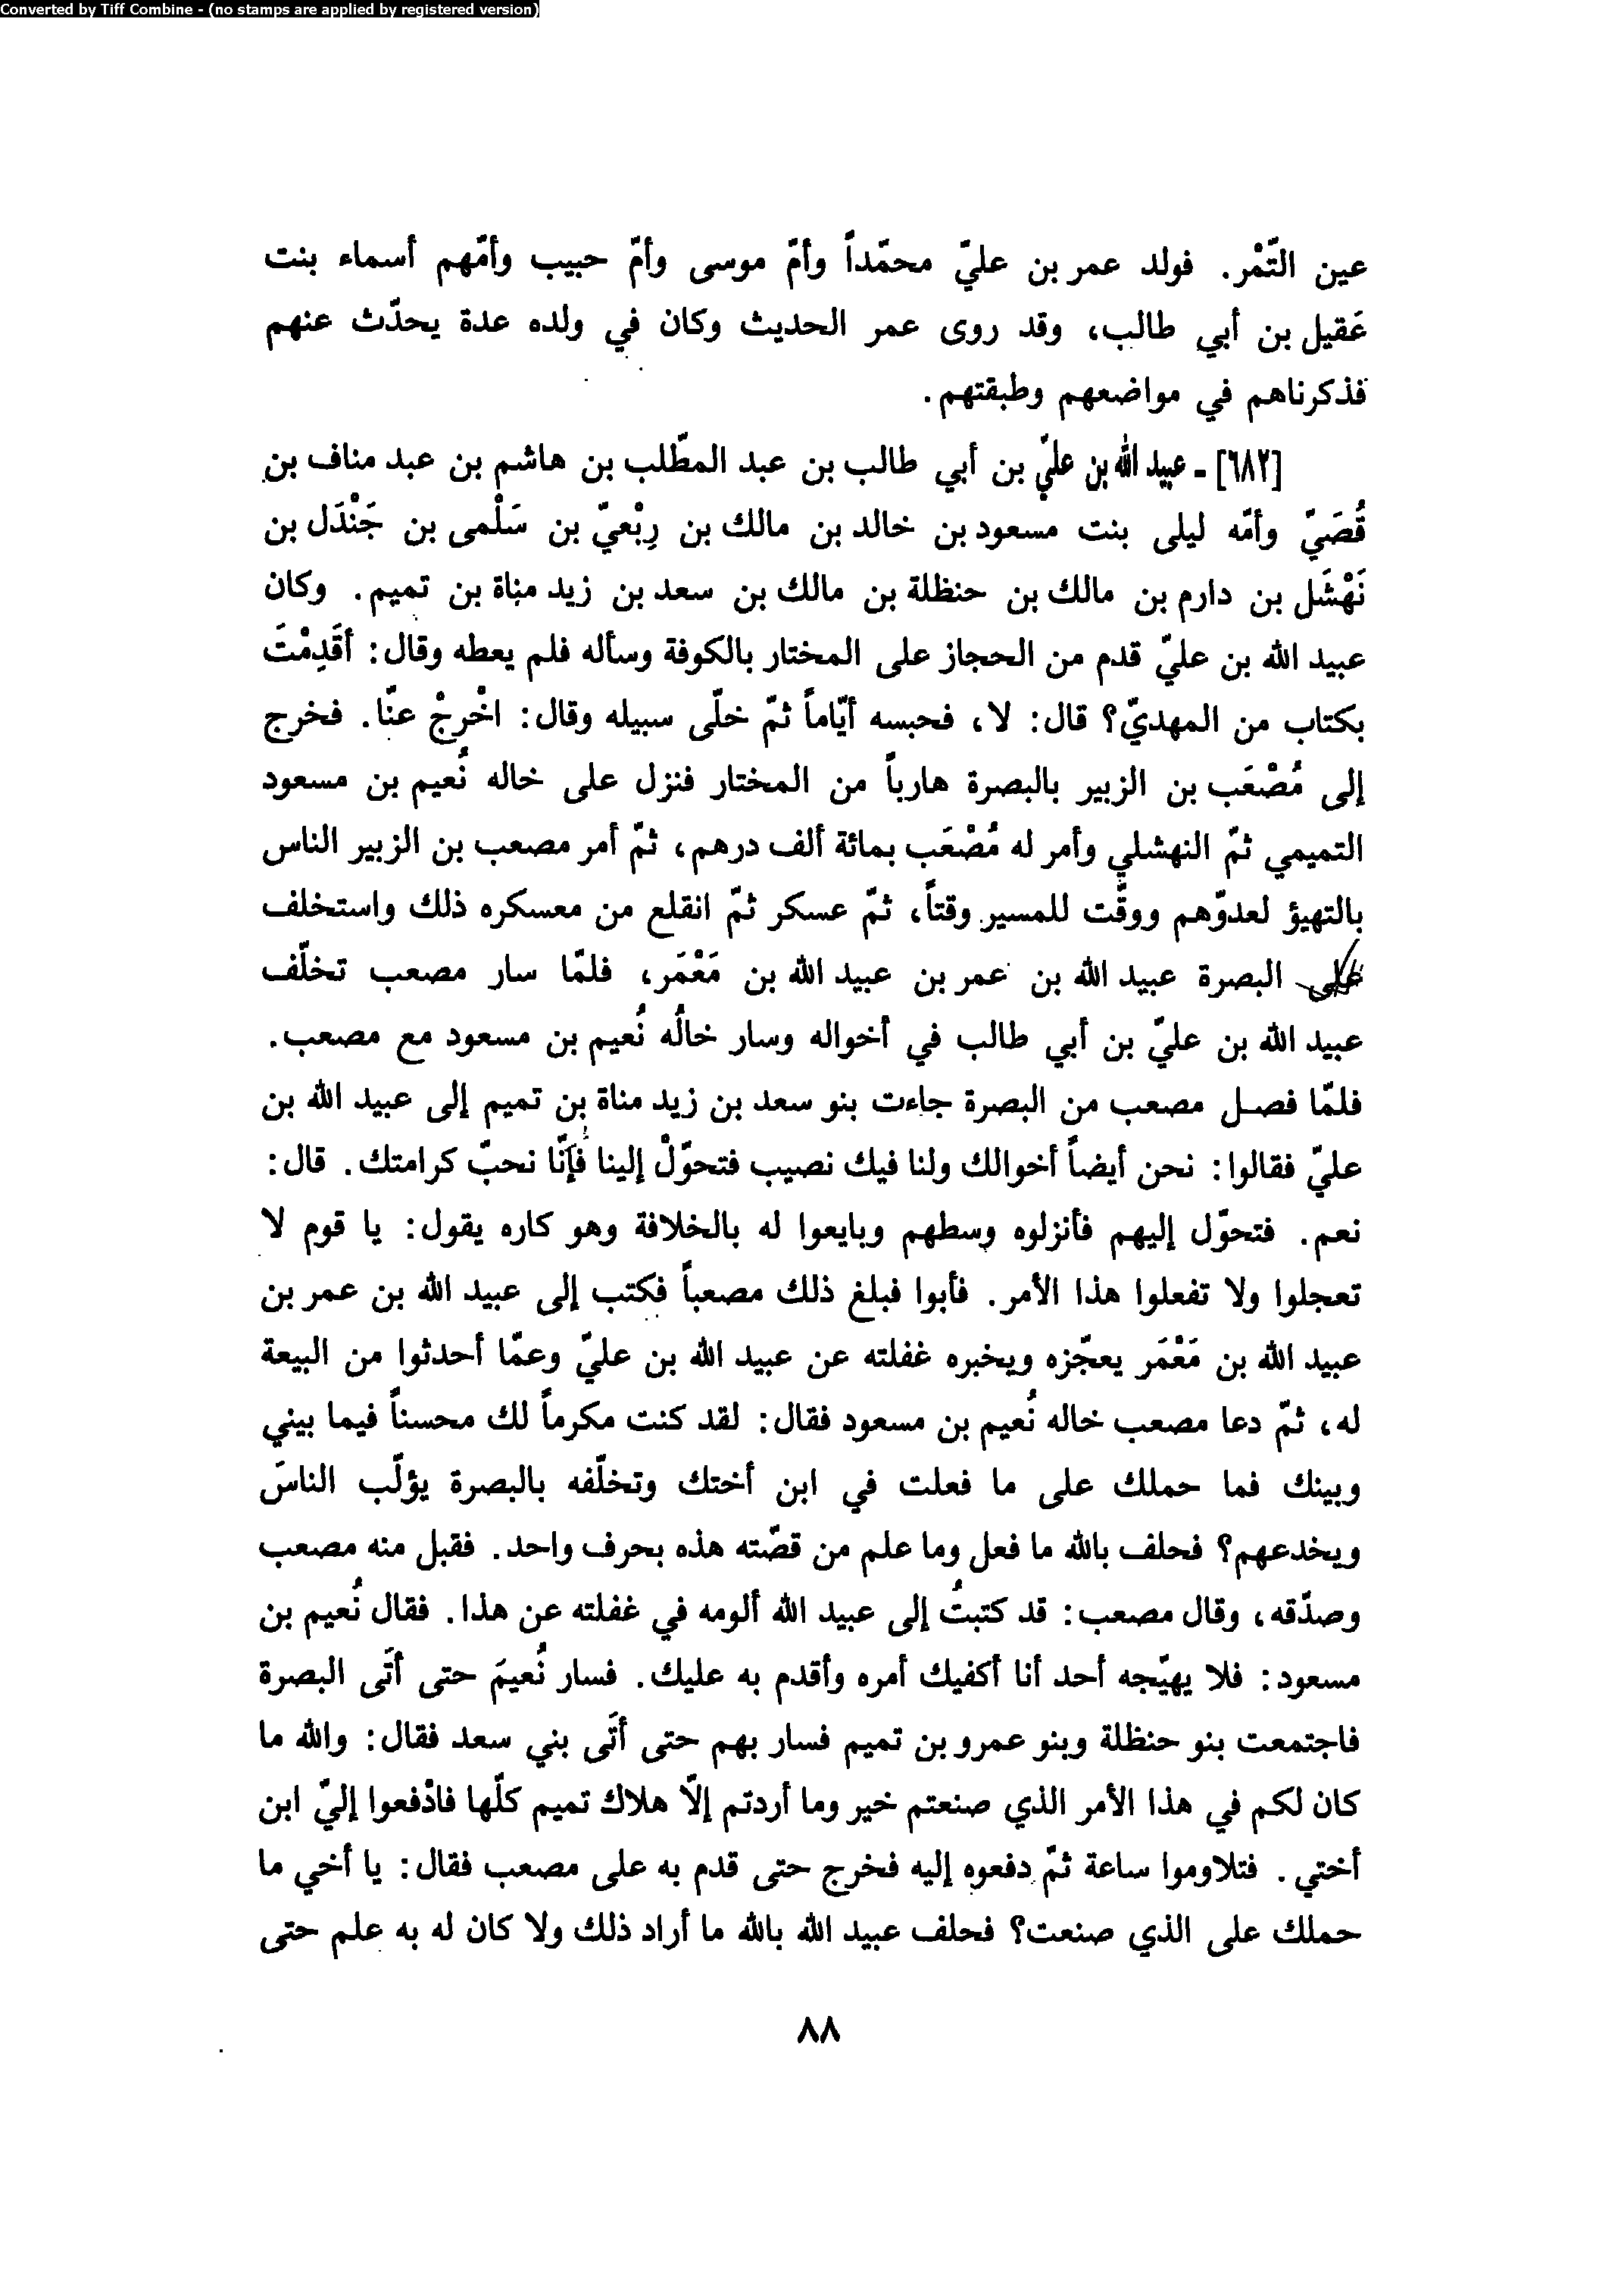 Converted by Tiff Combine - (no stamps are applied by registered version)
عين التّمْر. فولد عمر بن عليّ محمّداً وأمّ موسى وأمّ حبيب وأمّهم أسماء بنت
عَقيل بن أبي طالب، وقد روى عمر الحديث وكان في ولده عدة يحدّث عنهم
فذكرناهم في مواضعهم وطبقتهم.
[٦٨٢] - عبيد الله بن عليّ بن أبي طالب بن عبد المطّلب بن هاشم بن عبد مناف بن
قُصَيّ وأمّه ليلى بنت مسعود بن خالد بن مالك بن رِبْعيّ بن سَلْمى بن جَنْدَل بن
نَهْشَل بن دارم بن مالك بن حنظلة بن مالك بن سعد بن زيد مناة بن تميم. وكان
عبيد الله بن عليّ قدم من الحجاز على المختار بالكوفة وسأله فلم يعطه وقال: أقَدِمْتَ
بكتاب من المهديّ؟ قال: لا، فحبسه أيّاماً ثمّ خلّى سبيله وقال: اخْرِجْ عنّا. فخرج
إلى مُصْعَب بن الزبير بالبصرة هارباً من المختار فنزل على خاله نُعيم بن مسعود
التميمي ثمّ النهشلي وأمر له مُصْعَب بمائة ألف درهم، ثمّ أمر مصعب بن الزبير الناس
بالتهيؤ لعدوّهم ووقّت للمسير وقتاً، ثمّ عسكر ثمّ انقلع من معسكره ذلك واستخلف
على البصرة عبيد الله بن عمر بن عبيد الله بن مَعْمَر، فلمّا سار مصعب تخلّف
عبيد الله بن عليّ بن أبي طالب في أخواله وسار خالُه نُعيم بن مسعود مع مصعب.
فلمّا فصل مصعب من البصرة جاءت بنو سعد بن زيد مناة بن تميم إلى عبيد الله بن
عليّ فقالوا: نحن أيضاً أخوالك ولنا فيك نصيب فتحوّلْ إلينا فإنّا نحبّ كرامتك. قال:
نعم. فتحوّل إليهم فأنزلوه وسطهم وبايعوا له بالخلافة وهو كاره يقول: يا قوم لا
تعجلوا ولا تفعلوا هذا الأمر. فأبوا فبلغ ذلك مصعباً فكتب إلى عبيد الله بن عمر بن
عبيد الله بن مَعْمَر يعجّزه ويخبره غفلته عن عبيد الله بن عليّ وعمّا أحدثوا من البيعة
له، ثمّ دعا مصعب خاله نُعيم بن مسعود فقال: لقد كنت مكرماً لك محسناً فيما بيني
وبينك فما حملك على ما فعلت في ابن أختك وتخلّفه بالبصرة يؤلّب الناسَ
ويخدعهم؟ فحلف بالله ما فعل وما علم من قصّته هذه بحرف واحد. فقبل منه مصعب
وصدّقه، وقال مصعب: قد كتبتُ إلى عبيد الله ألومه في غفلته عن هذا. فقال نُعيم بن
مسعود: فلا يهيّجه أحد أنا أكفيك أمره وأقدم به عليك. فسار نُعيمَ حتى أتَى البصرة
فاجتمعت بنو حنظلة وبنو عمرو بن تميم فسار بهم حتى أتَى بني سعد فقال: والله ما
كان لكم في هذا الأمر الذي صنعتم خير وما أردتم إلّا هلاك تميم كلّها فادْفعوا إليّ ابن
أختي. فتلاوموا ساعة ثمّ دفعوه إليه فخرج حتى قدم به على مصعب فقال: يا أخي ما
حملك على الذي صنعت؟ فحلف عبيد الله بالله ما أراد ذلك ولا كان له به علم حتى
٨٨